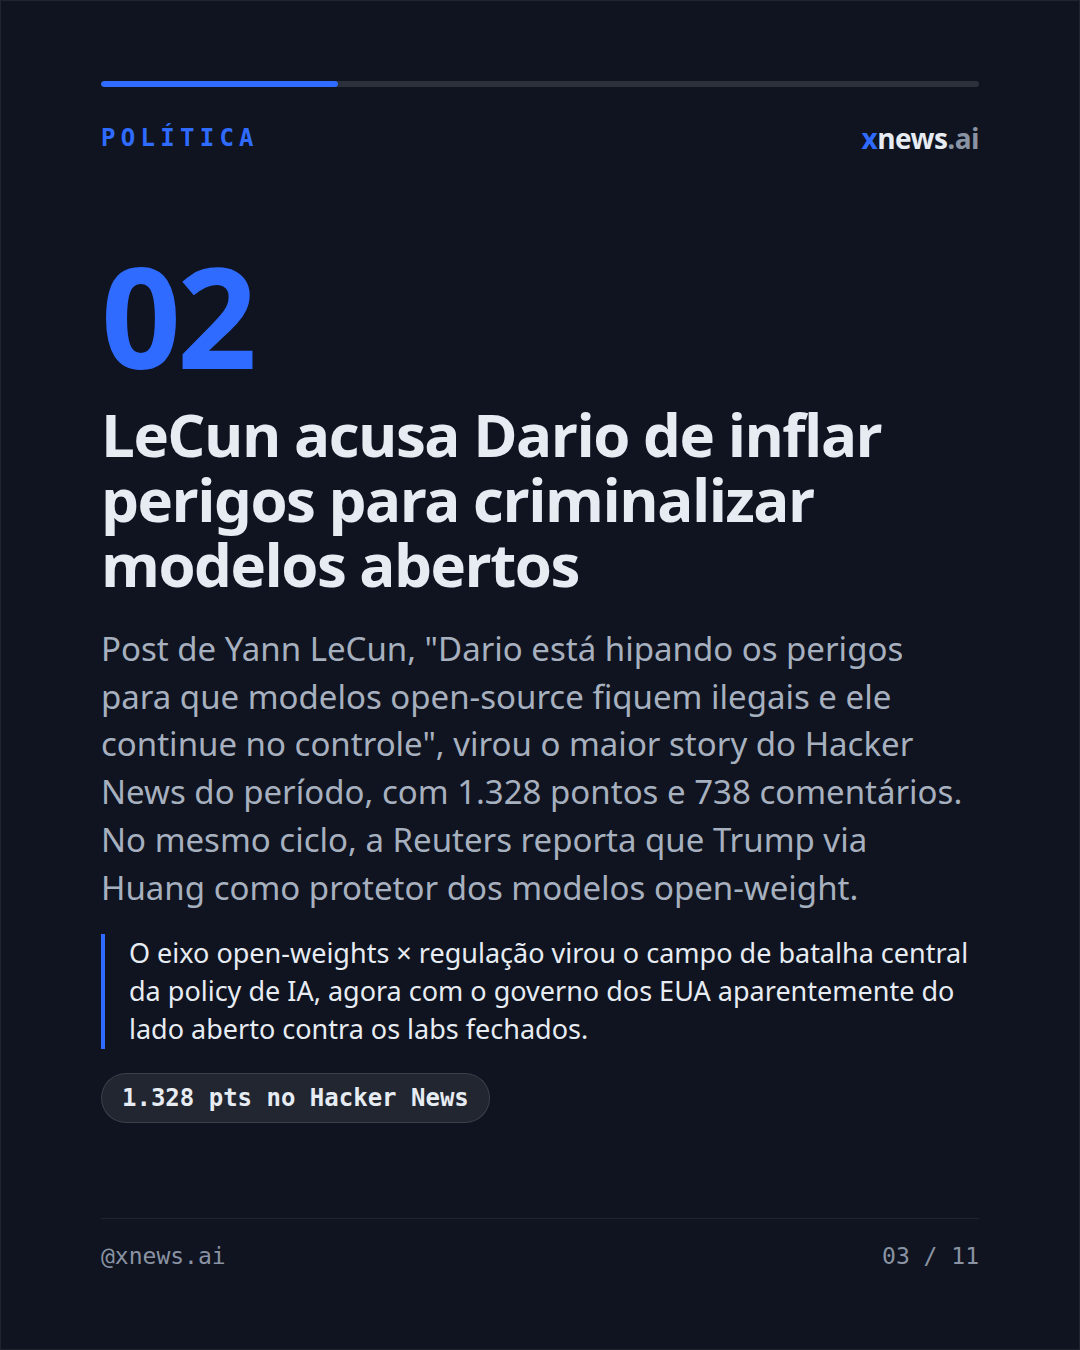 POLÍTICA
xnews.ai
02
LeCun acusa Dario de inflar
perigos para criminalizar
modelos abertos
Post de Yann LeCun, "Dario está hipando os perigos
para que modelos open-source fiquem ilegais e ele
continue no controle", virou o maior story do Hacker
News do período, com 1.328 pontos e 738 comentários.
No mesmo ciclo, a Reuters reporta que Trump via
Huang como protetor dos modelos open-weight.
O eixo open-weights × regulação virou o campo de batalha central
da policy de IA, agora com o governo dos EUA aparentemente do
lado aberto contra os labs fechados.
1.328 pts no Hacker News
@xnews.ai
03 / 11